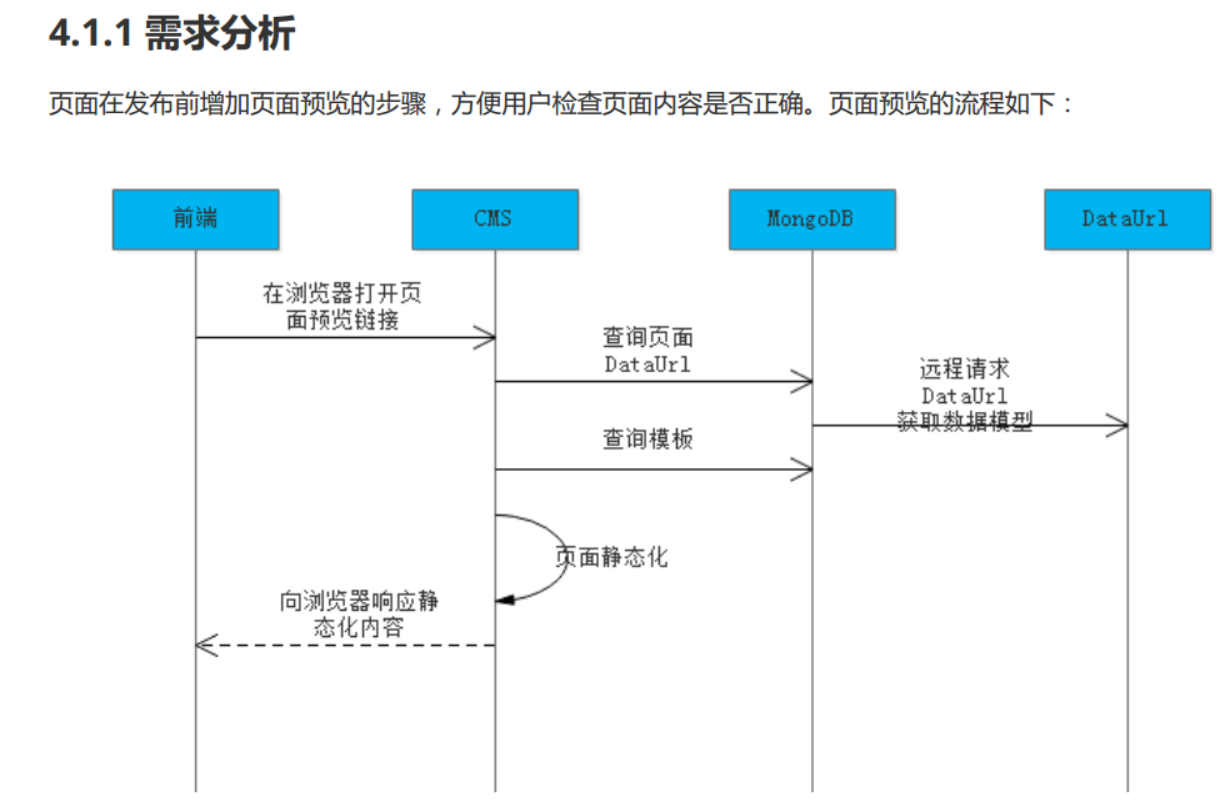 4.1.1 需求分析
页面在发布前增加页面预览的步骤，方便用户检查页面内容是否正确。页面预览的流程如下：
前端
CMS
MongoDB
DataUrl
在浏览器打开页
面预览链接
查询页面
DataUrl
远程请求
DataUrl
获取数据模型
查询模板
页面静态化
向浏览器响应静
态化内容